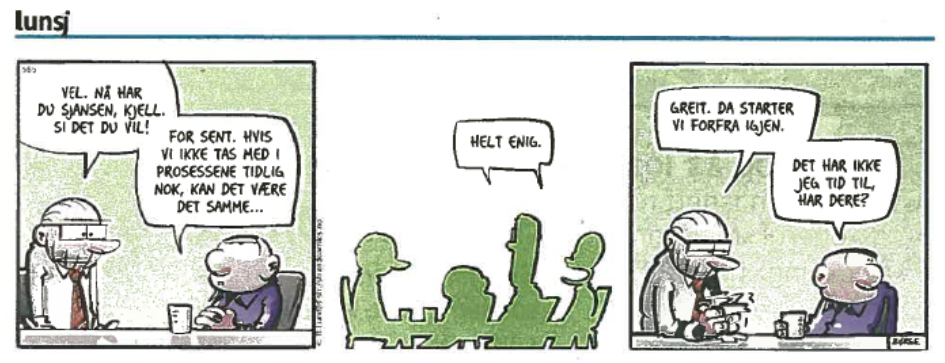 lunsj
585
VEL. NÅ HAR
DU SJANSEN, KJELL.
SI DET DU VIL!
FOR SENT. HVIS
VI IKKE TAS MED I
PROSESSENE TIDLIG
NOK, KAN DET VÆRE
DET SAMME...
HELT ENIG.
GREIT. DA STARTER
VI FORFRA IGJEN.
DET HAR IKKE
JEG TID TIL,
HAR DERE?
BØRGE